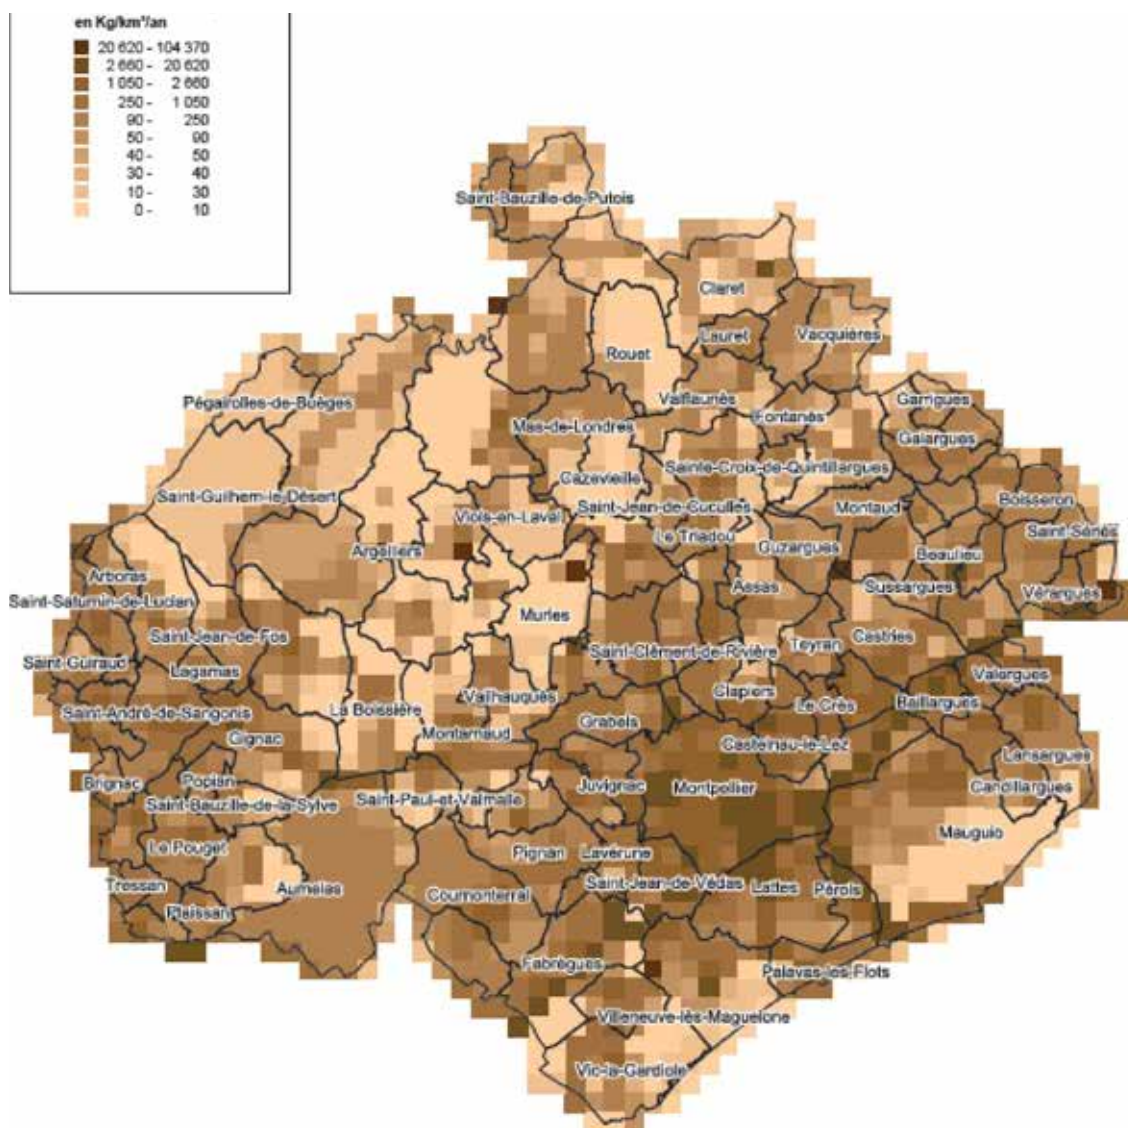 en Kg/km²/an
20 620 - 104 370
2 660 - 20 620
1 050 - 2 660
250 - 1 050
90 - 250
50 - 90
40 - 50
30 - 40
10 - 30
0 - 10
Saint-Bauzille-de-Putois
Claret
Lauret
Vacquières
Rouet
Pégairolles-de-Buèges
Valflaunès
Garrigues
Fontanès
Mas-de-Londres
Galargues
Sainte-Croix-de-Quintillargues
Cazevieille
Saint-Guilhem-le-Désert
Boisseron
Saint-Jean-de-Cuculles
Montaud
Viols-en-Laval
Saint-Sériès
Le Triadou
Argelliers
Guzargues
Beaulieu
Arboras
Assas
Sussargues
Vérargues
Saint-Saturnin-de-Lucian
Murles
Saint-Jean-de-Fos
Castries
Teyran
Saint-Clément-de-Rivière
Saint-Guiraud
Lagamas
Valergues
Clapiers
Vailhauquès
Baillargues
Le Crès
La Boissière
Saint-André-de-Sangonis
Grabels
Montarnaud
Gignac
Castelnau-le-Lez
Lansargues
Brignac
Popian
Juvignac
Montpellier
Candillargues
Saint-Paul-et-Valmalle
Saint-Bauzille-de-la-Sylve
Mauguio
Le Pouget
Pignan
Lavérune
Tressan
Aumelas
Saint-Jean-de-Védas
Lattes
Pérols
Cournonterral
Plaissan
Fabrègues
Palavas-les-Flots
Villeneuve-lès-Maguelone
Vic-la-Gardiole